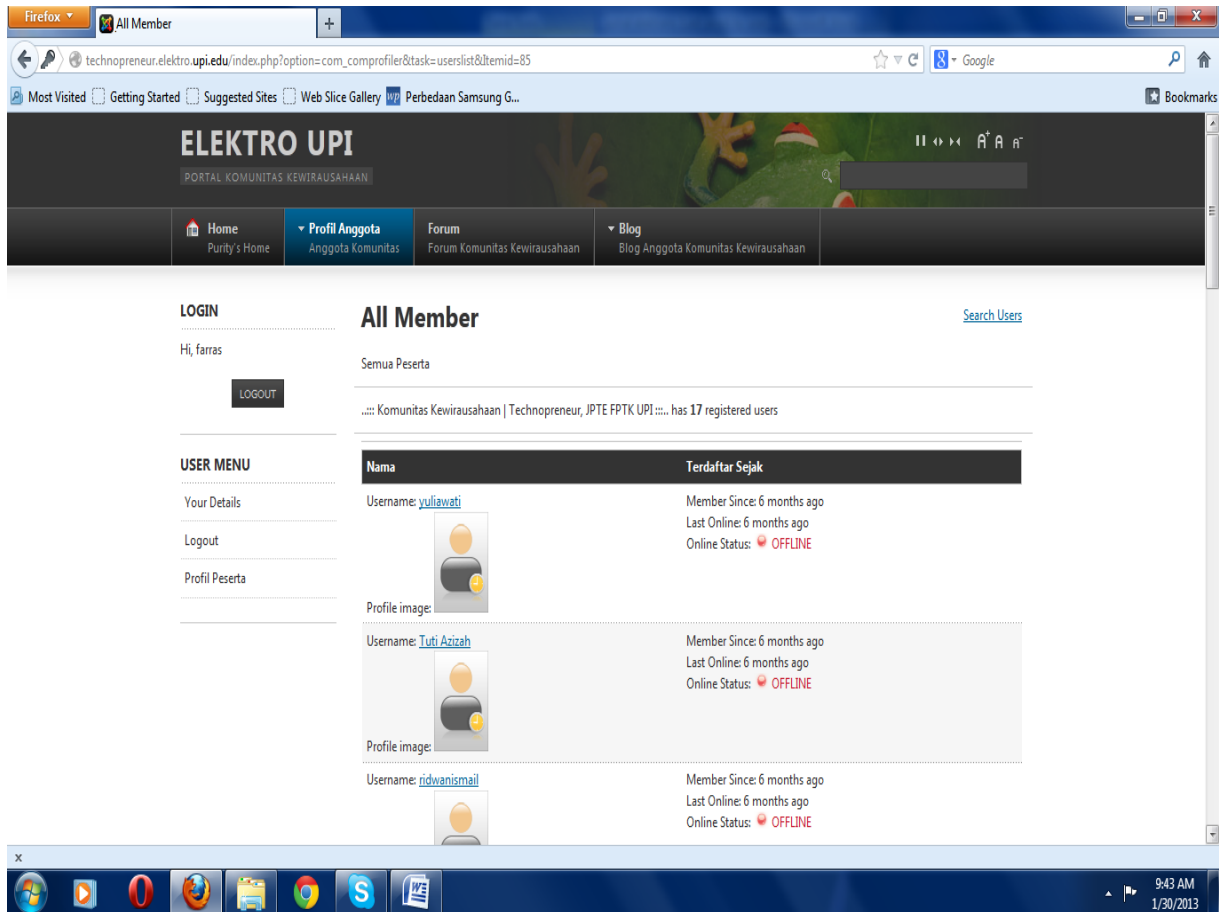 Firefox
All Member
technopreneur.elektro.upi.edu/index.php?option=com_comprofiler&task=userslist&Itemid=85
Google
Most Visited Getting Started Suggested Sites Web Slice Gallery Perbedaan Samsung G...
Bookmarks
ELEKTRO UPI
PORTAL KOMUNITAS KEWIRAUSAHAAN
A+ A A-
Home
Purity's Home
Profil Anggota
Anggota Komunitas
Forum
Forum Komunitas Kewirausahaan
Blog
Blog Anggota Komunitas Kewirausahaan
LOGIN
Hi, farras
LOGOUT
USER MENU
Your Details
Logout
Profil Peserta
All Member
Search Users
Semua Peserta
..::: Komunitas Kewirausahaan | Technopreneur, JPTE FPTK UPI :::.. has 17 registered users
Nama Terdaftar Sejak
Username: yuliawati
Profile image:
Member Since: 6 months ago
Last Online: 6 months ago
Online Status: OFFLINE
Username: Tuti Azizah
Profile image:
Member Since: 6 months ago
Last Online: 6 months ago
Online Status: OFFLINE
Username: ridwanismail
Member Since: 6 months ago
Last Online: 6 months ago
Online Status: OFFLINE
x
9:43 AM
1/30/2013